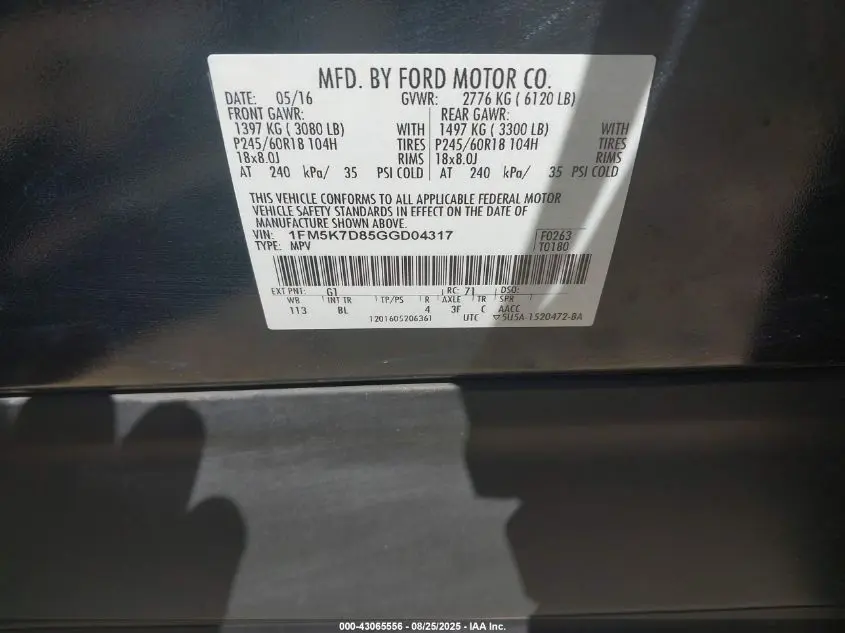 MFD. BY FORD MOTOR CO.
DATE: 05/16 GVWR: 2776 KG ( 6120 LB)
FRONT GAWR: REAR GAWR:
1397 KG ( 3080 LB) WITH 1497 KG ( 3300 LB) WITH
P245/60R18 104H TIRES P245/60R18 104H TIRES
18x8.0J RIMS 18x8.0J RIMS
AT 240 kPa/ 35 PSI COLD AT 240 kPa/ 35 PSI COLD
THIS VEHICLE CONFORMS TO ALL APPLICABLE FEDERAL MOTOR
VEHICLE SAFETY STANDARDS IN EFFECT ON THE DATE OF
MANUFACTURE SHOWN ABOVE.
VIN: 1FM5K7D85GGD04317 F0263
TYPE: MPV T0180
EXT PNT: G1 RC: 71 DSO:
WB INT TR TP/PS R AXLE TR SPR
113 BL 4 3F C AACC
1201605206361 UTC ▽5U5A-1520472-BA
000-43065556 - 08/25/2025 - IAA Inc.